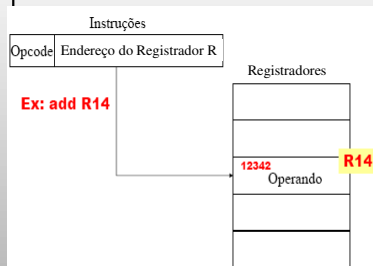 Instruções
Opcode Endereço do Registrador R
Registradores
Ex: add R14
12342
R14
Operando